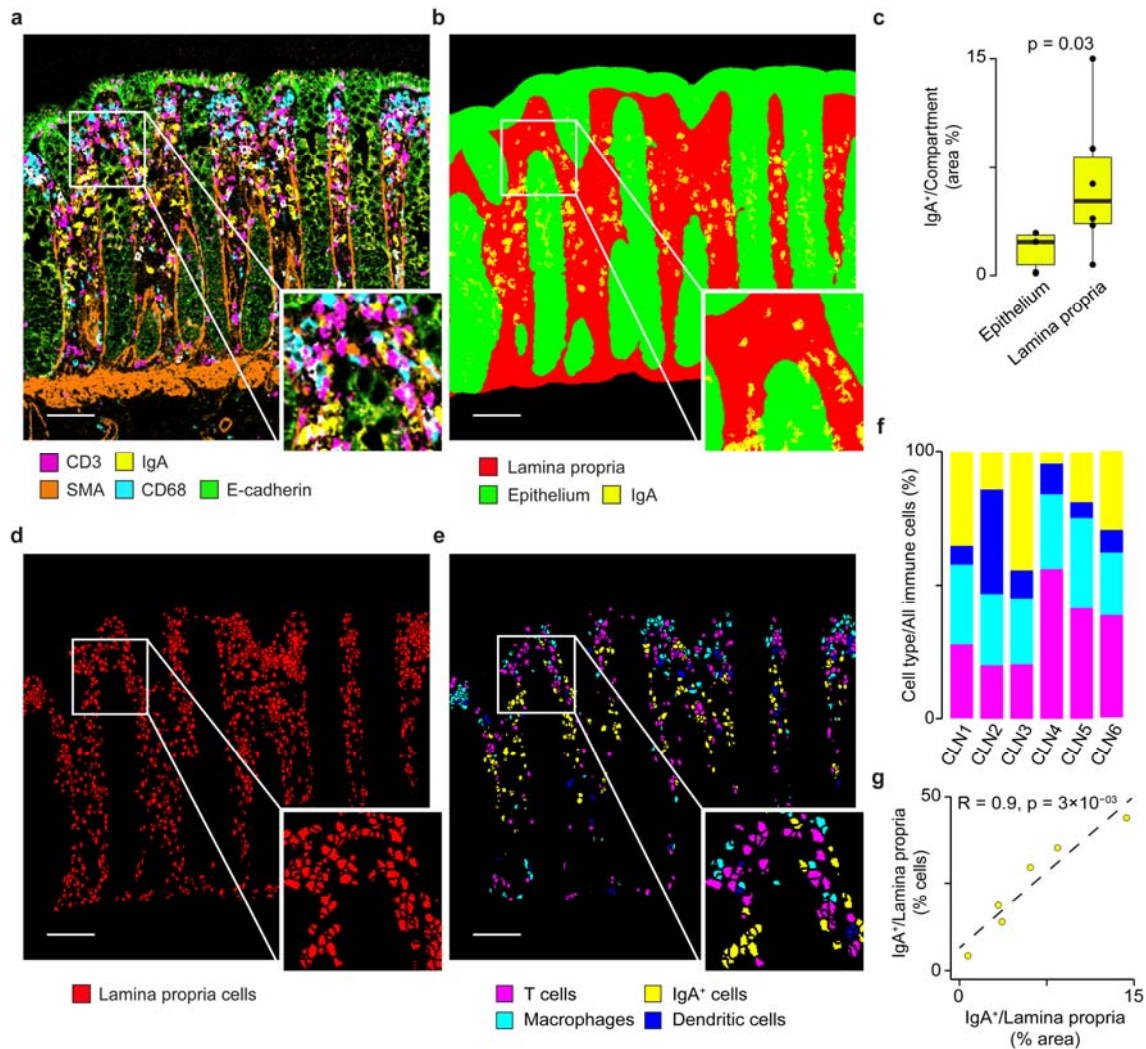 a
b
c
p = 0.03
15
0
IgA⁺/Compartment
(area %)
Epithelium
Lamina propria
CD3 IgA
SMA CD68 E-cadherin
Lamina propria
Epithelium IgA
d
e
f
100
0
Cell type/All immune cells (%)
CLN1 CLN2 CLN3 CLN4 CLN5 CLN6
Lamina propria cells
T cells IgA⁺ cells
Macrophages Dendritic cells
g
50
R = 0.9, p = 3×10⁻⁰³
0
IgA⁺/Lamina propria
(% cells)
0 15
IgA⁺/Lamina propria
(% area)